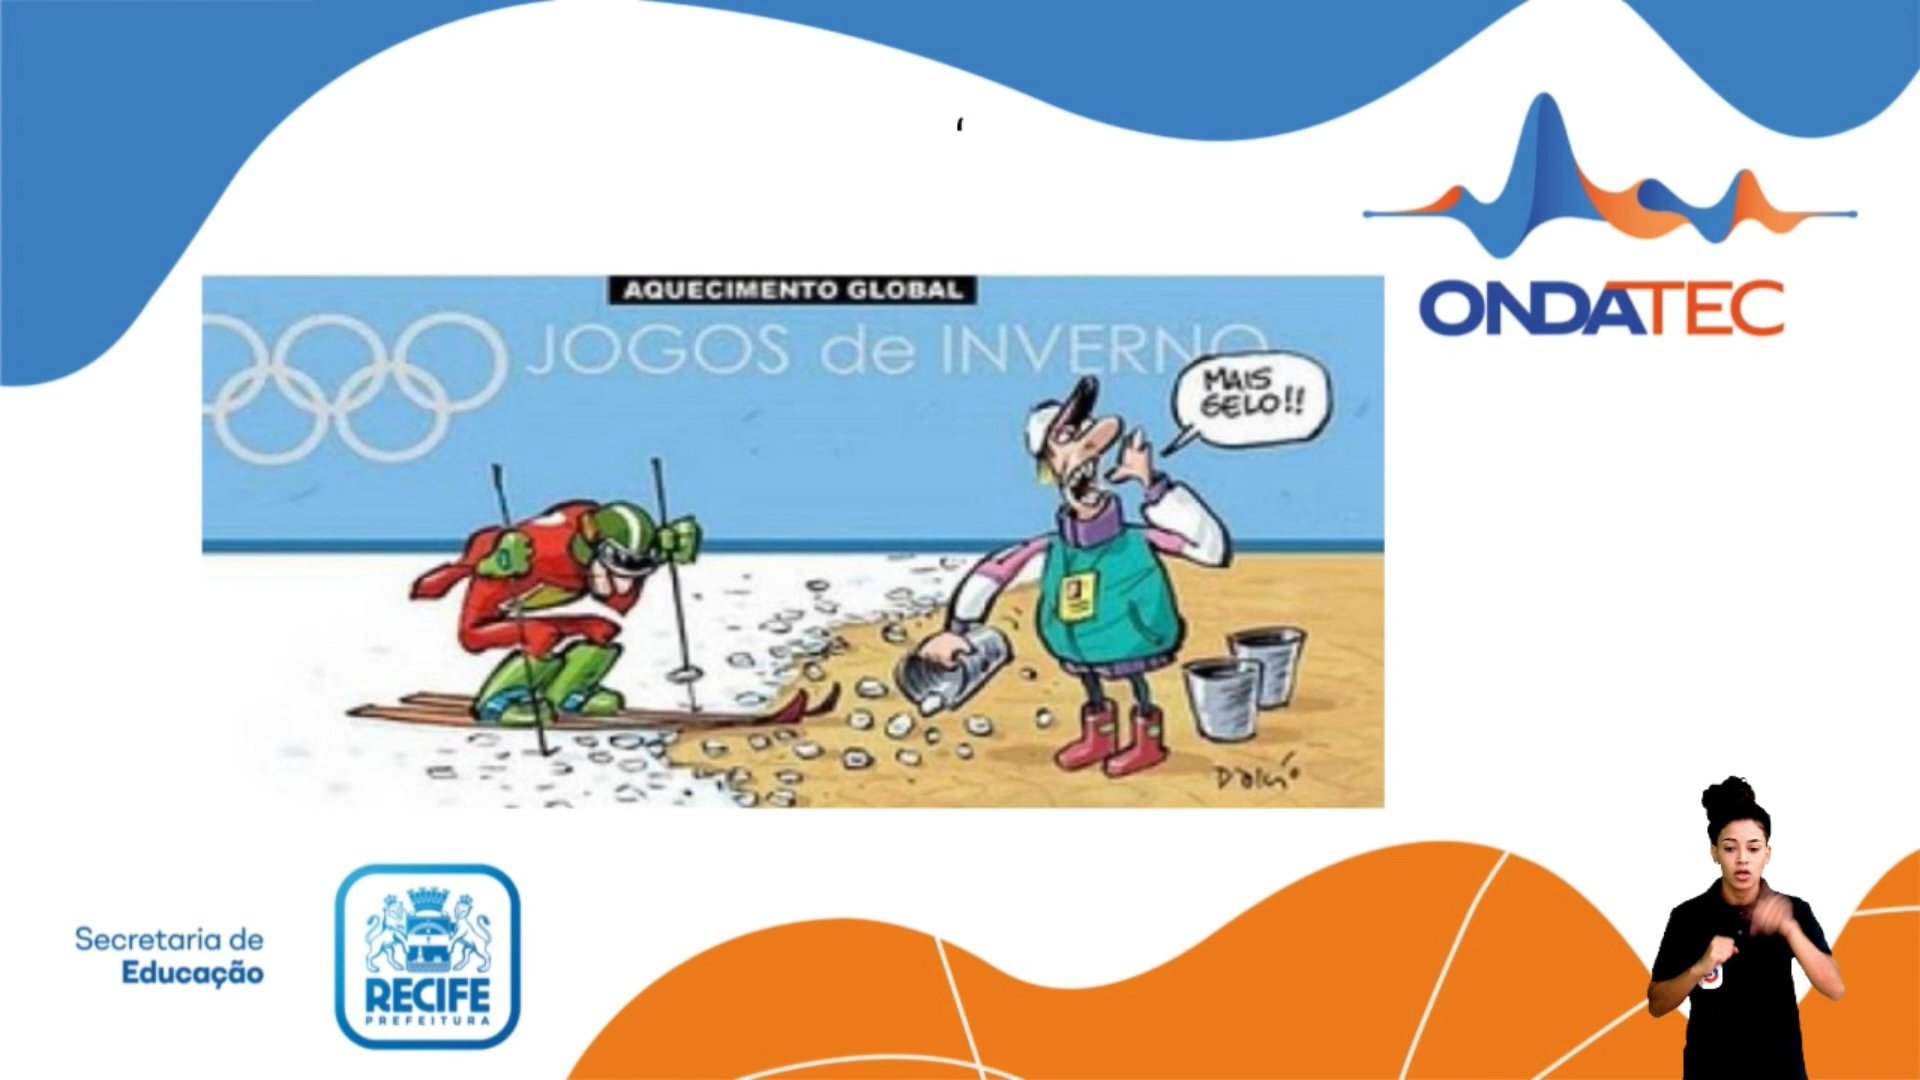 AQUECIMENTO GLOBAL
JOGOS de INVERNO
MAIS
GELO!!
ONDATEC
Secretaria de
Educação
RECIFE
PREFEITURA